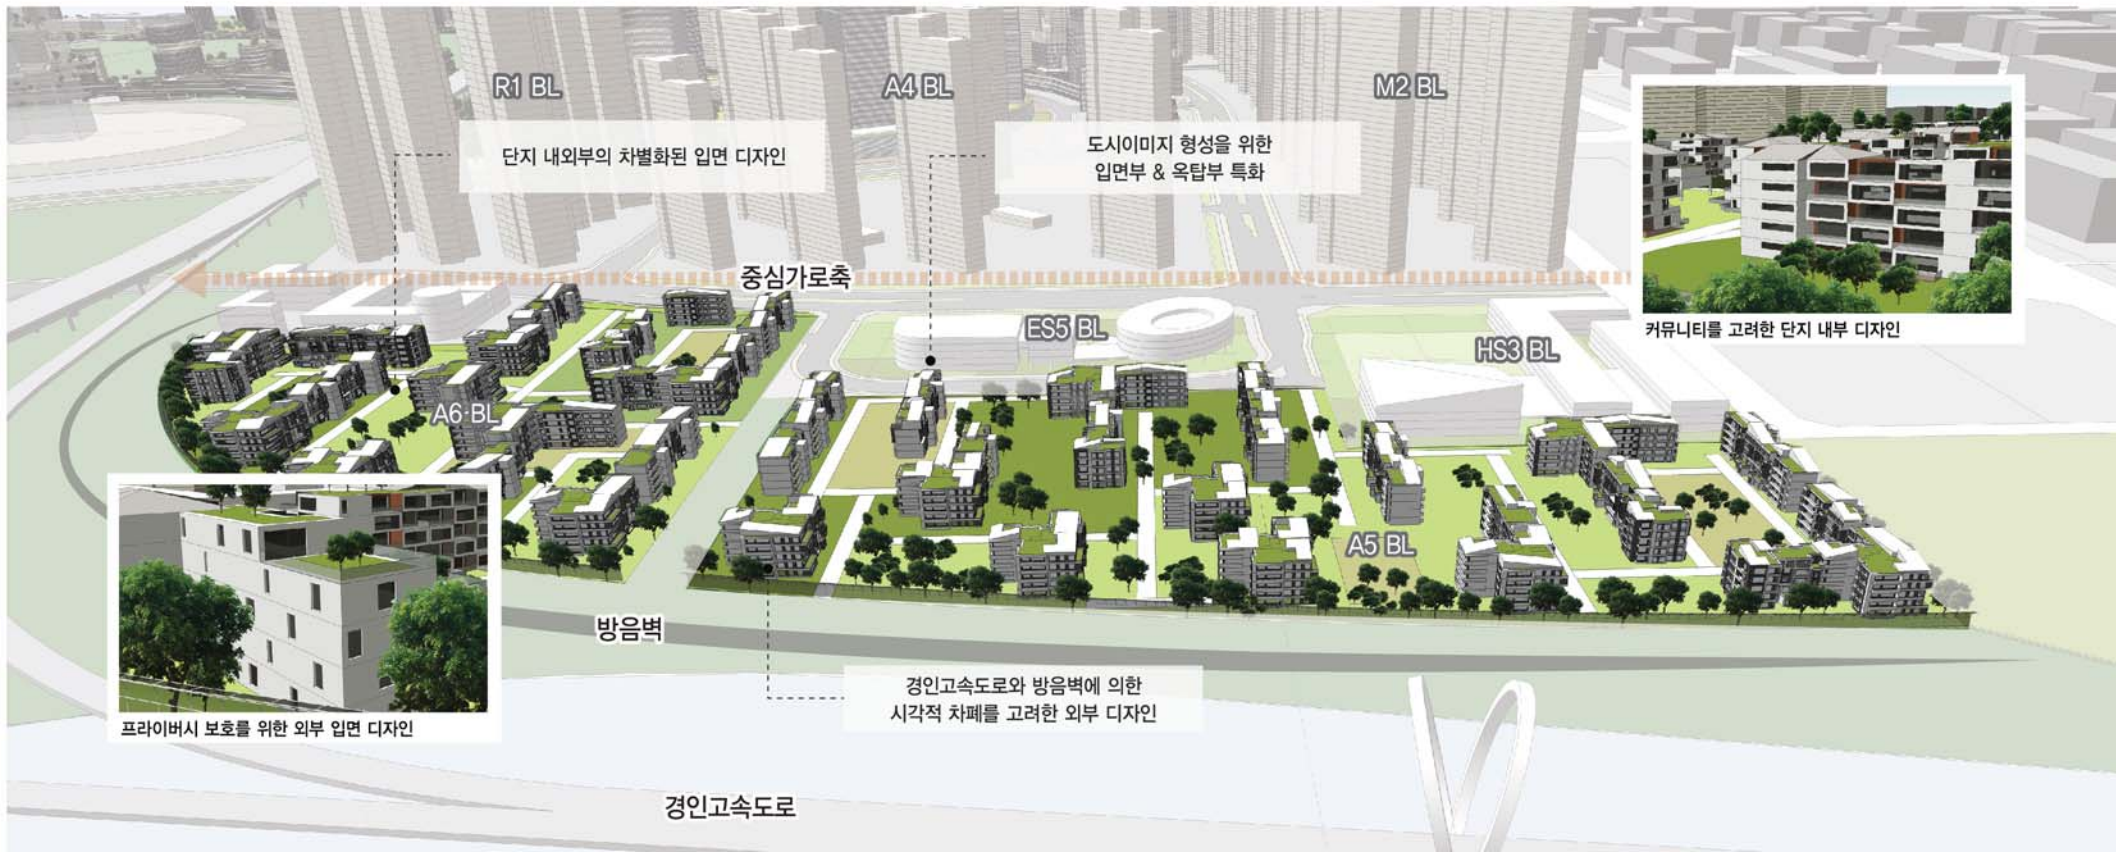 R1 BL
A4 BL
M2 BL
단지 내외부의 차별화된 입면 디자인
도시이미지 형성을 위한
입면부 & 옥탑부 특화
중심가로축
ES5 BL
HS3 BL
커뮤니티를 고려한 단지 내부 디자인
A6 BL
A5 BL
방음벽
경인고속도로와 방음벽에 의한
시각적 차폐를 고려한 외부 디자인
프라이버시 보호를 위한 외부 입면 디자인
경인고속도로